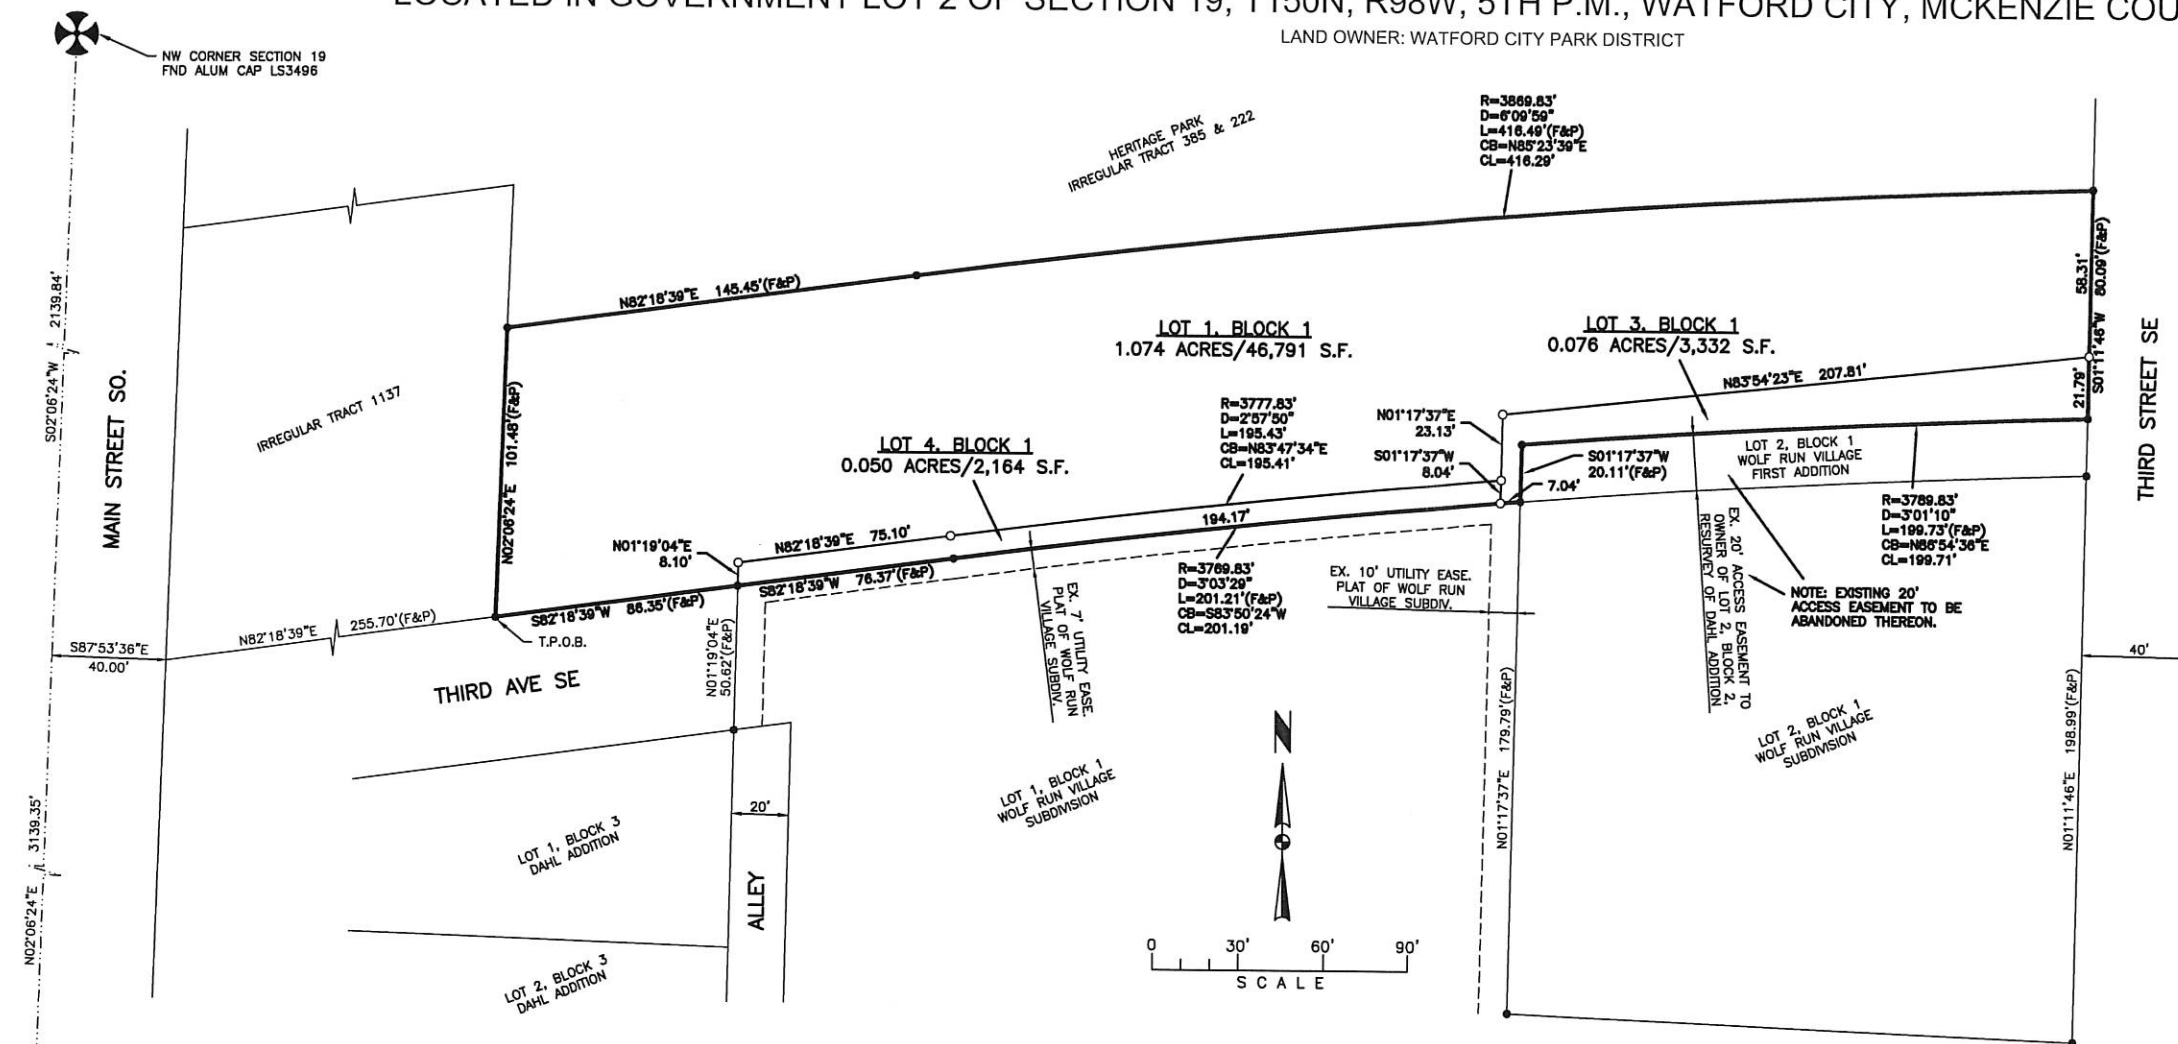 LOCATED IN GOVERNMENT LOT 2 OF SECTION 19, T150N, R98W, 5TH P.M., WATFORD CITY, MCKENZIE COU
LAND OWNER: WATFORD CITY PARK DISTRICT
NW CORNER SECTION 19
FND ALUM CAP LS3496
HERITAGE PARK
IRREGULAR TRACT 385 & 222
R=3869.83'
D=6°09'59"
L=416.49'(F&P)
CB=N85°23'39"E
CL=416.29'
N82°18'39"E 145.45'(F&P)
S02°06'24"W 2139.84'
MAIN STREET SO.
IRREGULAR TRACT 1137
N02°06'24"E 101.48'(F&P)
LOT 1, BLOCK 1
1.074 ACRES/46,791 S.F.
LOT 3, BLOCK 1
0.076 ACRES/3,332 S.F.
58.31'
S01°11'46"W 80.09'(F&P)
21.79'
THIRD STREET SE
N83°54'23"E 207.81'
R=3777.83'
D=2°57'50"
L=195.43'
CB=N83°47'34"E
CL=195.41'
N01°17'37"E
23.13'
S01°17'37"W
8.04'
LOT 4, BLOCK 1
0.050 ACRES/2,164 S.F.
S01°17'37"W
20.11'(F&P)
7.04'
LOT 2, BLOCK 1
WOLF RUN VILLAGE
FIRST ADDITION
R=3789.83'
D=3°01'10"
L=199.73'(F&P)
CB=N86°54'36"E
CL=199.71'
N01°19'04"E
8.10'
N82°18'39"E 75.10'
194.17'
S82°18'39"W 76.37'(F&P)
S82°18'39"W 86.35'(F&P)
R=3769.83'
D=3°03'29"
L=201.21'(F&P)
CB=S83°50'24"W
CL=201.19'
EX. 10' UTILITY EASE.
PLAT OF WOLF RUN
VILLAGE SUBDIV.
EX. 20' ACCESS EASEMENT TO
OWNER OF LOT 2, BLOCK 2,
RESURVEY OF DAHL ADDITION
NOTE: EXISTING 20'
ACCESS EASEMENT TO BE
ABANDONED THEREON.
EX. 7' UTILITY EASE.
PLAT OF WOLF RUN
VILLAGE SUBDIV.
N82°18'39"E 255.70'(F&P)
T.P.O.B.
S87°53'36"E
40.00'
N01°19'04"E
50.62'(F&P)
THIRD AVE SE
40'
N01°17'37"E 179.79'(F&P)
N01°11'46"E 198.99'(F&P)
LOT 2, BLOCK 1
WOLF RUN VILLAGE
SUBDIVISION
LOT 1, BLOCK 1
WOLF RUN VILLAGE
SUBDIVISION
N
20'
N02°06'24"E 3139.35'
LOT 1, BLOCK 3
DAHL ADDITION
ALLEY
LOT 2, BLOCK 3
DAHL ADDITION
0 30' 60' 90'
SCALE